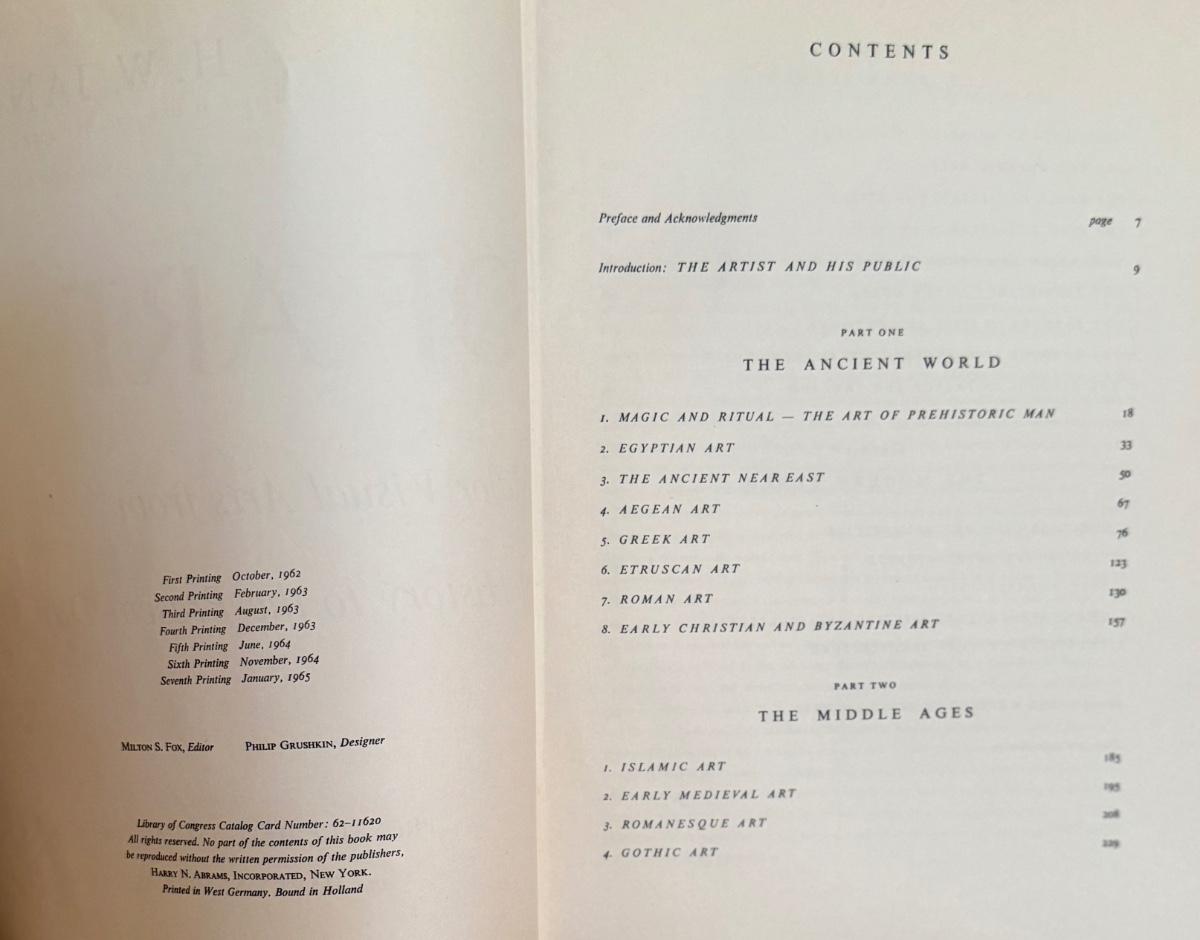 First Printing October, 1962
Second Printing February, 1963
Third Printing August, 1963
Fourth Printing December, 1963
Fifth Printing June, 1964
Sixth Printing November, 1964
Seventh Printing January, 1965
MILTON S. FOX, Editor PHILIP GRUSHKIN, Designer
Library of Congress Catalog Card Number: 62-11620
All rights reserved. No part of the contents of this book may
be reproduced without the written permission of the publishers,
HARRY N. ABRAMS, INCORPORATED, NEW YORK.
Printed in West Germany. Bound in Holland
CONTENTS
Preface and Acknowledgments page 7
Introduction: THE ARTIST AND HIS PUBLIC 9
PART ONE
THE ANCIENT WORLD
1. MAGIC AND RITUAL — THE ART OF PREHISTORIC MAN 18
2. EGYPTIAN ART 33
3. THE ANCIENT NEAR EAST 50
4. AEGEAN ART 67
5. GREEK ART 76
6. ETRUSCAN ART 123
7. ROMAN ART 130
8. EARLY CHRISTIAN AND BYZANTINE ART 157
PART TWO
THE MIDDLE AGES
1. ISLAMIC ART 185
2. EARLY MEDIEVAL ART 195
3. ROMANESQUE ART 208
4. GOTHIC ART 229